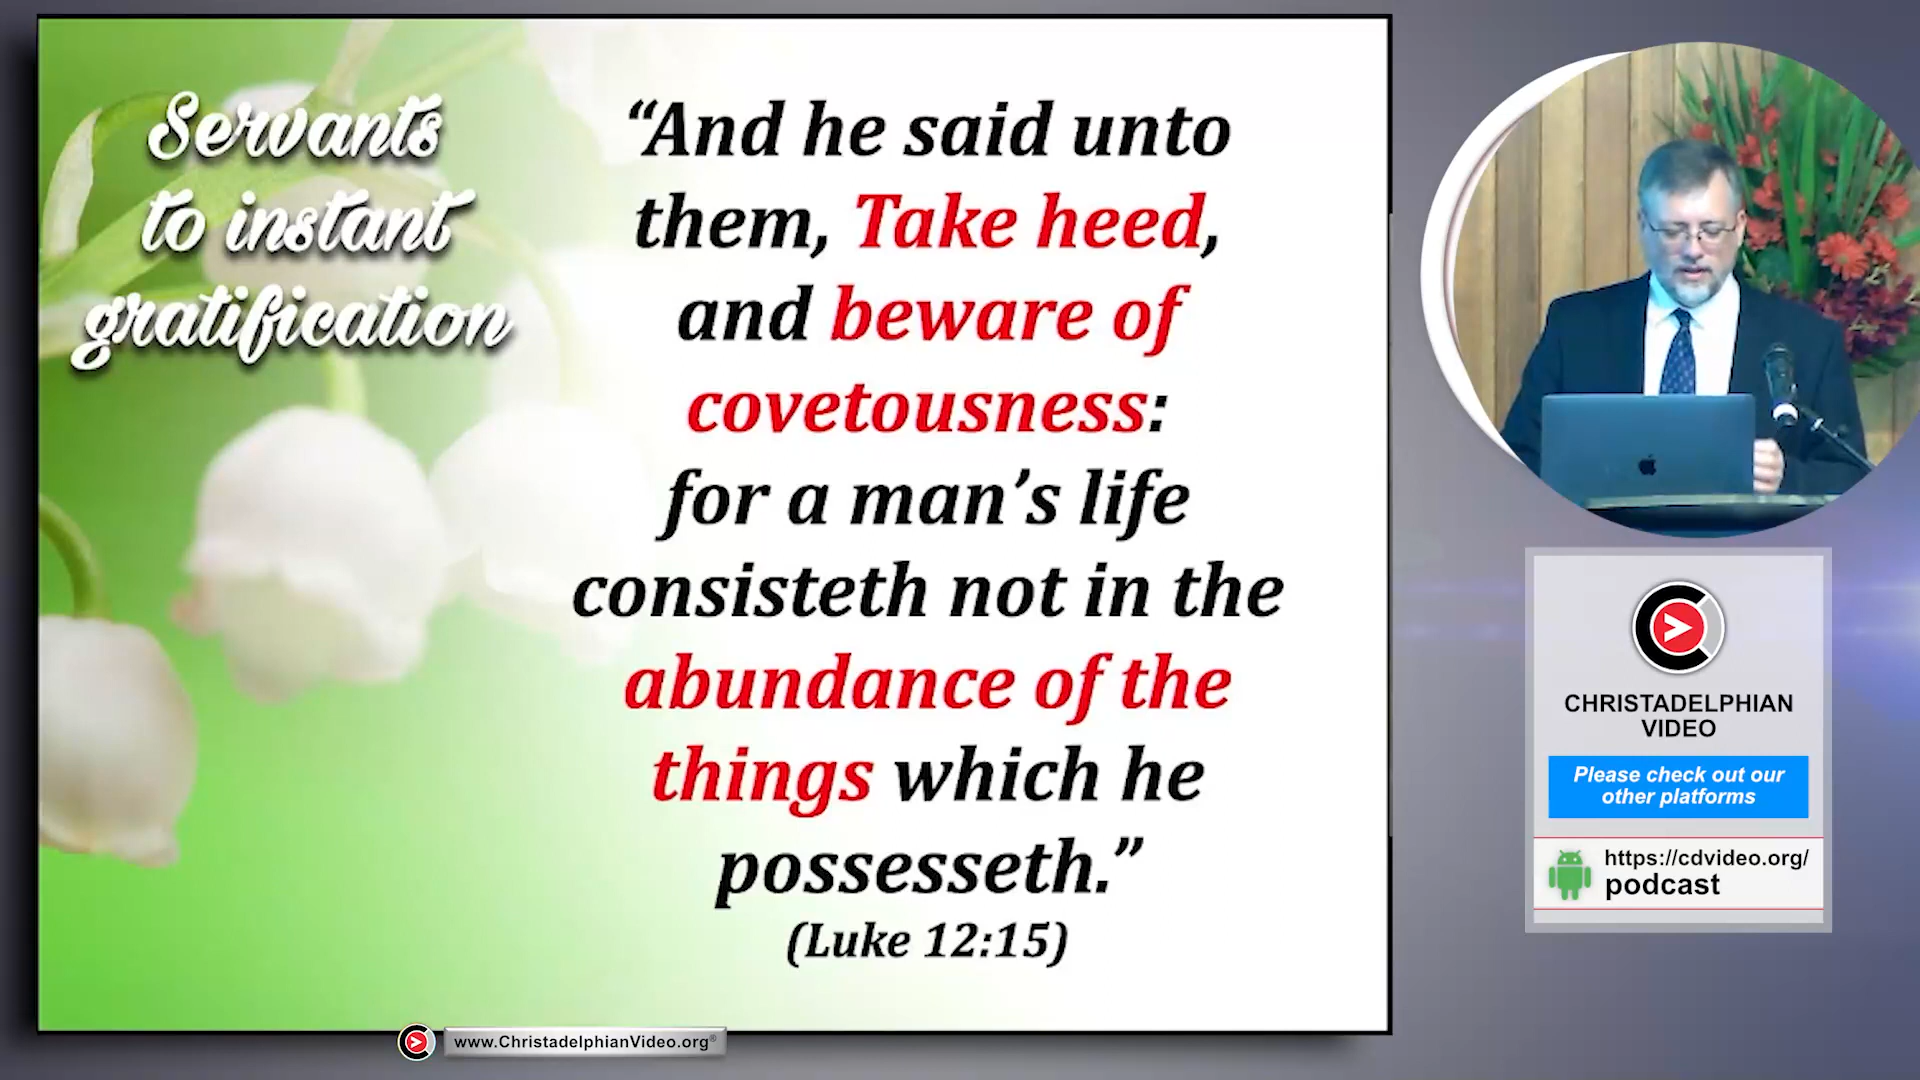 Servants
to instant
gratification
“And he said unto
them, Take heed,
and beware of
covetousness:
for a man’s life
consisteth not in the
abundance of the
things which he
possesseth.”
(Luke 12:15)
CHRISTADELPHIAN
VIDEO
Please check out our
other platforms
https://cdvideo.org/
podcast
www.ChristadelphianVideo.org®